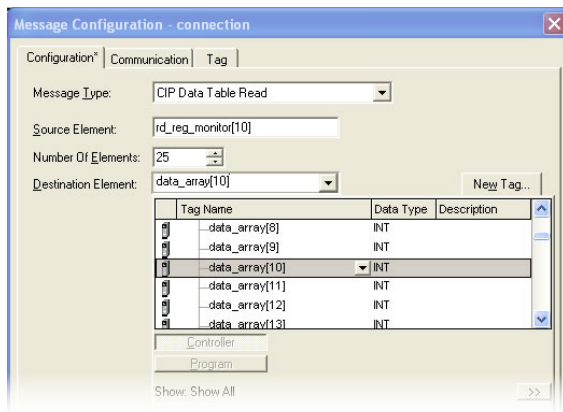 Message Configuration - connection
Configuration* Communication Tag
Message Type: CIP Data Table Read
Source Element: rd_reg_monitor[10]
Number Of Elements: 25
Destination Element: data_array[10] New Tag...
Tag Name Data Type Description
data_array[8] INT
data_array[9] INT
data_array[10] INT
data_array[11] INT
data_array[12] INT
data_array[13] INT
Controller
Program
Show: Show All >>